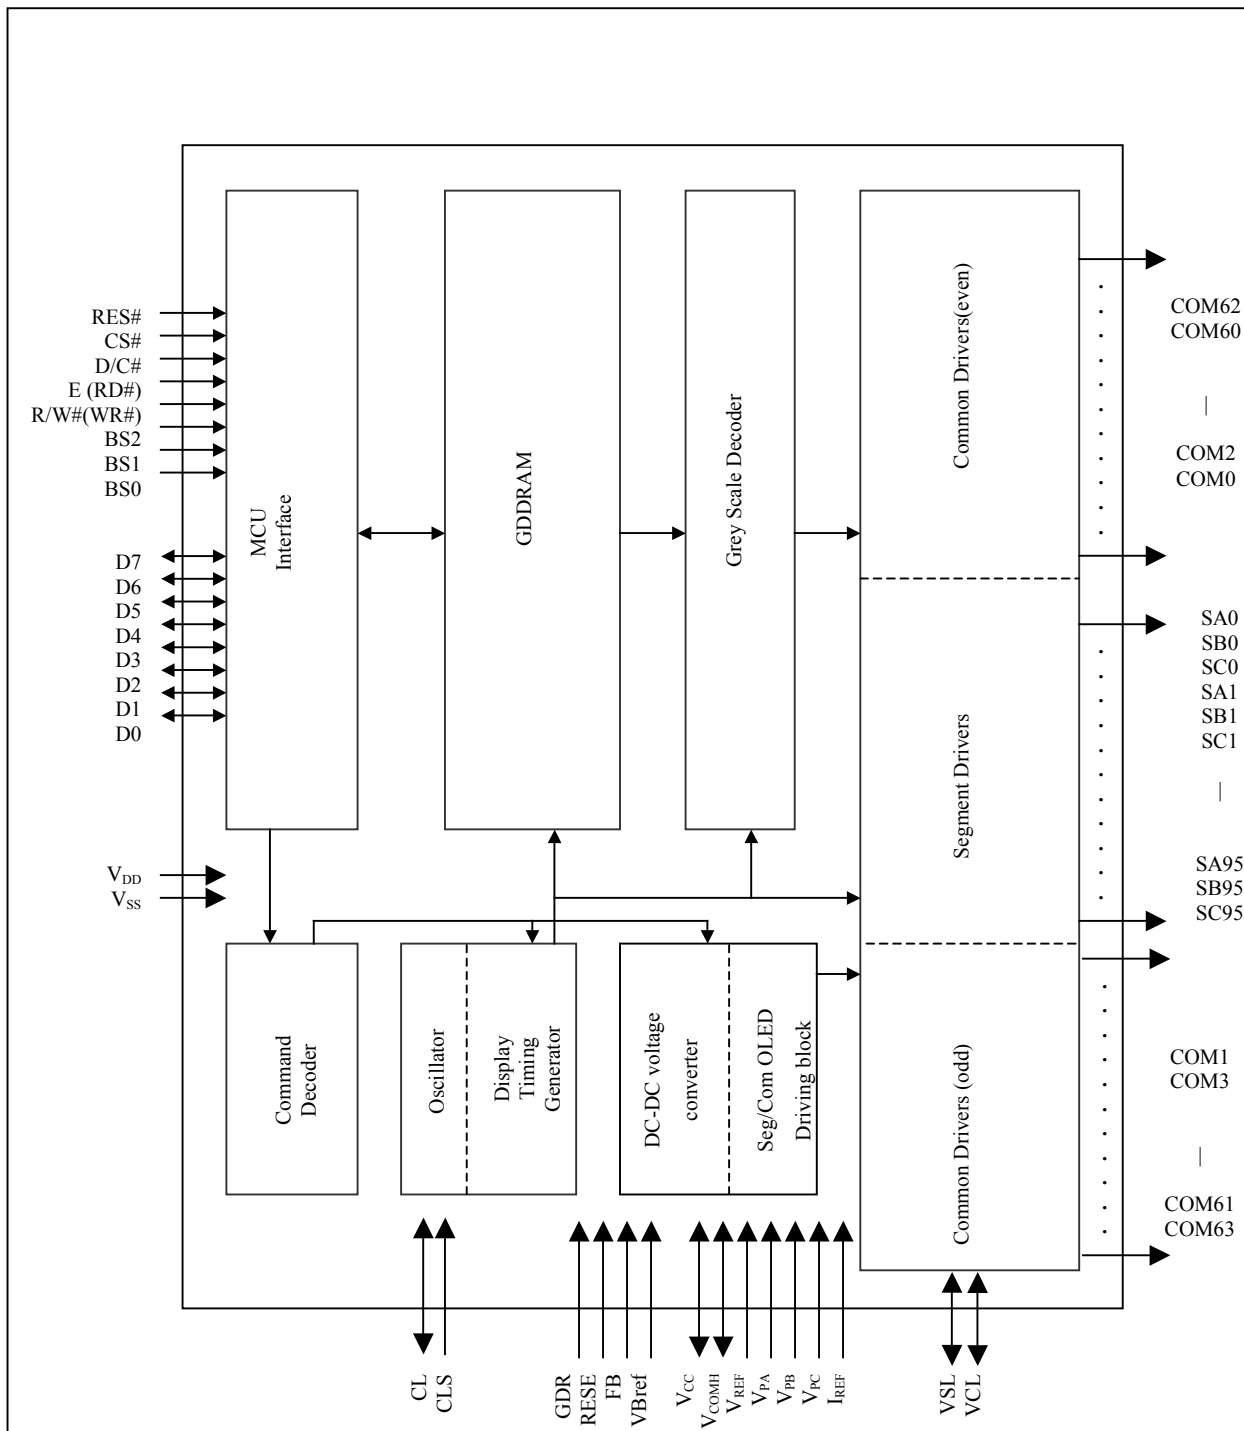 RES#
CS#
D/C#
E (RD#)
R/W#(WR#)
BS2
BS1
BS0
D7
D6
D5
D4
D3
D2
D1
D0
VDD
VSS
MCU
Interface
GDDRAM
Grey Scale Decoder
Common Drivers(even)
Segment Drivers
Common Drivers (odd)
Command
Decoder
Oscillator
Display
Timing
Generator
DC-DC voltage
converter
Seg/Com OLED
Driving block
COM62
COM60
|
COM2
COM0
SA0
SB0
SC0
SA1
SB1
SC1
|
SA95
SB95
SC95
COM1
COM3
|
COM61
COM63
CL
CLS
GDR
RESE
FB
VBref
VCC
VCOMH
VREF
VPA
VPB
VPC
IREF
VSL
VCL